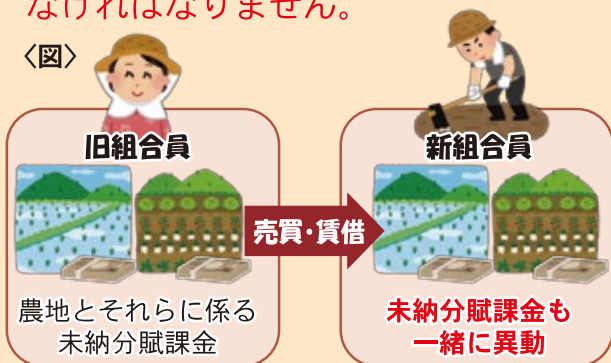 なければなりません。
〈図〉
旧組合員
新組合員
売買・賃借
農地とそれらに係る
未納分賦課金
未納分賦課金も
一緒に異動